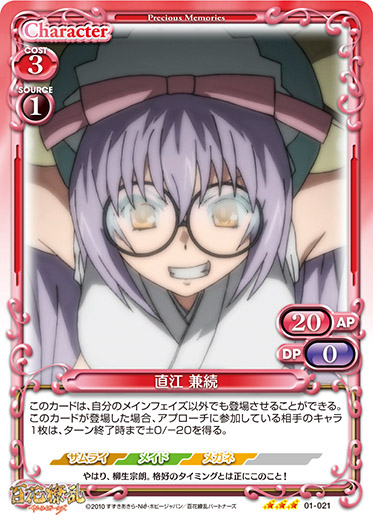 Precious Memories
Character
COST
3
SOURCE
1
20 AP
DP 0
直江 兼続
このカードは、自分のメインフェイズ以外でも登場させることができる。
このカードが登場した場合、アプローチに参加している相手のキャラ
1枚は、ターン終了時まで±0/−20を得る。
サムライ メイド メガネ
やはり、柳生宗朗。格好のタイミングとは正にこのこと!
百花繚乱
サムライガールズ
©2010 すずきあきら・Niθ・ホビージャパン/百花繚乱パートナーズ
01-021